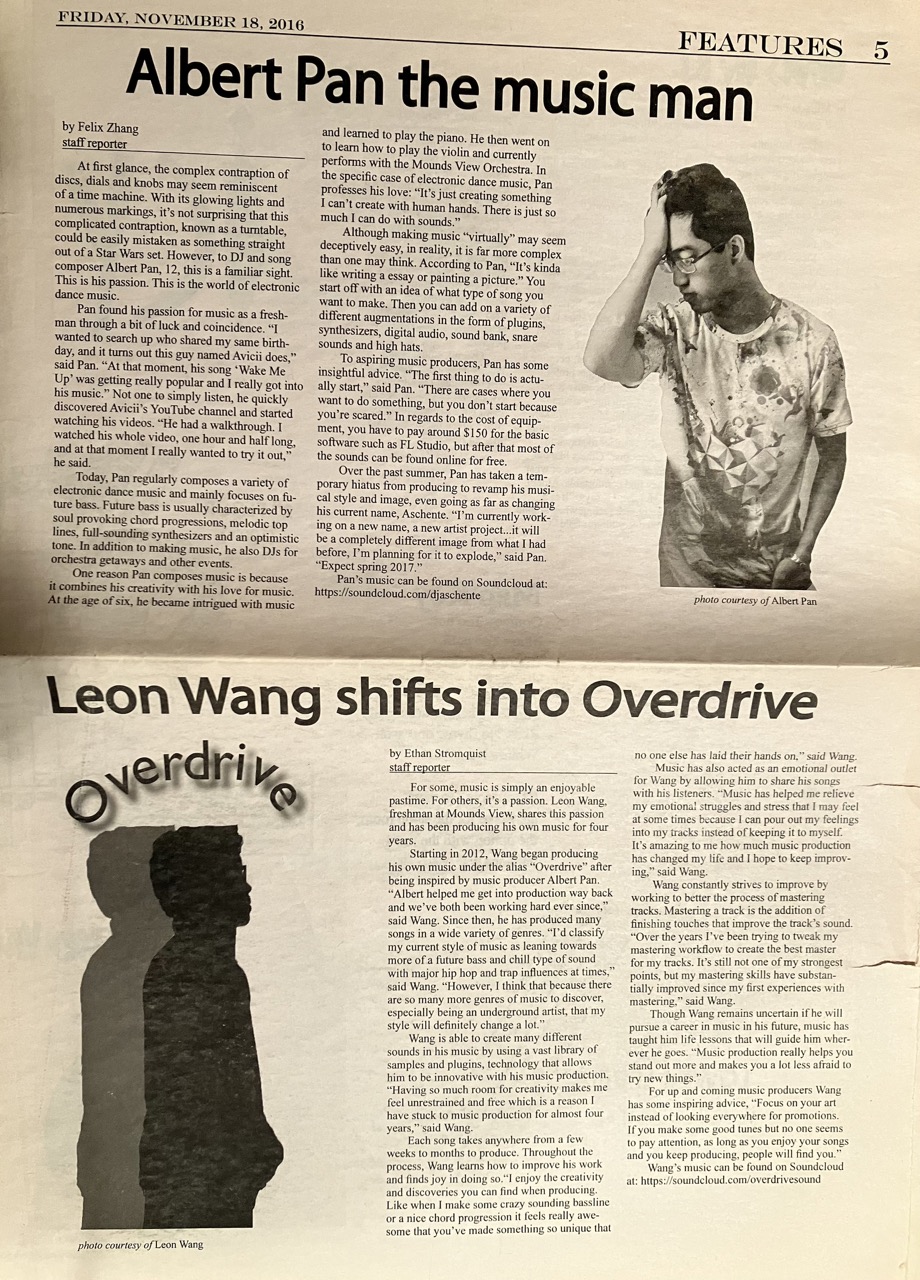 FRIDAY, NOVEMBER 18, 2016
FEATURES 5
Albert Pan the music man
by Felix Zhang
staff reporter
At first glance, the complex contraption of
discs, dials and knobs may seem reminiscent
of a time machine. With its glowing lights and
numerous markings, it's not surprising that this
complicated contraption, known as a turntable,
could be easily mistaken as something straight
out of a Star Wars set. However, to DJ and song
composer Albert Pan, 12, this is a familiar sight.
This is his passion. This is the world of electronic
dance music.
Pan found his passion for music as a fresh-
man through a bit of luck and coincidence. "I
wanted to search up who shared my same birth-
day, and it turns out this guy named Avicii does,"
said Pan. "At that moment, his song 'Wake Me
Up' was getting really popular and I really got into
his music." Not one to simply listen, he quickly
discovered Avicii's YouTube channel and started
watching his videos. "He had a walkthrough. I
watched his whole video, one hour and half long,
and at that moment I really wanted to try it out,"
he said.
Today, Pan regularly composes a variety of
electronic dance music and mainly focuses on fu-
ture bass. Future bass is usually characterized by
soul provoking chord progressions, melodic top
lines, full-sounding synthesizers and an optimistic
tone. In addition to making music, he also DJs for
orchestra getaways and other events.
One reason Pan composes music is because
it combines his creativity with his love for music.
At the age of six, he became intrigued with music
and learned to play the piano. He then went on
to learn how to play the violin and currently
performs with the Mounds View Orchestra. In
the specific case of electronic dance music, Pan
professes his love: "It's just creating something
I can't create with human hands. There is just so
much I can do with sounds."
Although making music "virtually" may seem
deceptively easy, in reality, it is far more complex
than one may think. According to Pan, "It's kinda
like writing a essay or painting a picture." You
start off with an idea of what type of song you
want to make. Then you can add on a variety of
different augmentations in the form of plugins,
synthesizers, digital audio, sound bank, snare
sounds and high hats.
To aspiring music producers, Pan has some
insightful advice. "The first thing to do is actu-
ally start," said Pan. "There are cases where you
want to do something, but you don't start because
you're scared." In regards to the cost of equip-
ment, you have to pay around $150 for the basic
software such as FL Studio, but after that most of
the sounds can be found online for free.
Over the past summer, Pan has taken a tem-
porary hiatus from producing to revamp his musi-
cal style and image, even going as far as changing
his current name, Aschente. "I'm currently work-
ing on a new name, a new artist project...it will
be a completely different image from what I had
before, I'm planning for it to explode," said Pan.
"Expect spring 2017."
Pan's music can be found on Soundcloud at:
https://soundcloud.com/djaschente
photo courtesy of Albert Pan
Leon Wang shifts into Overdrive
Overdrive
photo courtesy of Leon Wang
by Ethan Stromquist
staff reporter
For some, music is simply an enjoyable
pastime. For others, it's a passion. Leon Wang,
freshman at Mounds View, shares this passion
and has been producing his own music for four
years.
Starting in 2012, Wang began producing
his own music under the alias "Overdrive" after
being inspired by music producer Albert Pan.
"Albert helped me get into production way back
and we've both been working hard ever since,"
said Wang. Since then, he has produced many
songs in a wide variety of genres. "I'd classify
my current style of music as leaning towards
more of a future bass and chill type of sound
with major hip hop and trap influences at times,"
said Wang. "However, I think that because there
are so many more genres of music to discover,
especially being an underground artist, that my
style will definitely change a lot."
Wang is able to create many different
sounds in his music by using a vast library of
samples and plugins, technology that allows
him to be innovative with his music production.
"Having so much room for creativity makes me
feel unrestrained and free which is a reason I
have stuck to music production for almost four
years," said Wang.
Each song takes anywhere from a few
weeks to months to produce. Throughout the
process, Wang learns how to improve his work
and finds joy in doing so."I enjoy the creativity
and discoveries you can find when producing.
Like when I make some crazy sounding bassline
or a nice chord progression it feels really awe-
some that you've made something so unique that
no one else has laid their hands on," said Wang.
Music has also acted as an emotional outlet
for Wang by allowing him to share his songs
with his listeners. "Music has helped me relieve
my emotional struggles and stress that I may feel
at some times because I can pour out my feelings
into my tracks instead of keeping it to myself.
It's amazing to me how much music production
has changed my life and I hope to keep improv-
ing," said Wang.
Wang constantly strives to improve by
working to better the process of mastering
tracks. Mastering a track is the addition of
finishing touches that improve the track's sound.
"Over the years I've been trying to tweak my
mastering workflow to create the best master
for my tracks. It's still not one of my strongest
points, but my mastering skills have substan-
tially improved since my first experiences with
mastering," said Wang.
Though Wang remains uncertain if he will
pursue a career in music in his future, music has
taught him life lessons that will guide him wher-
ever he goes. "Music production really helps you
stand out more and makes you a lot less afraid to
try new things."
For up and coming music producers Wang
has some inspiring advice, "Focus on your art
instead of looking everywhere for promotions.
If you make some good tunes but no one seems
to pay attention, as long as you enjoy your songs
and you keep producing, people will find you."
Wang's music can be found on Soundcloud
at: https://soundcloud.com/overdrivesound